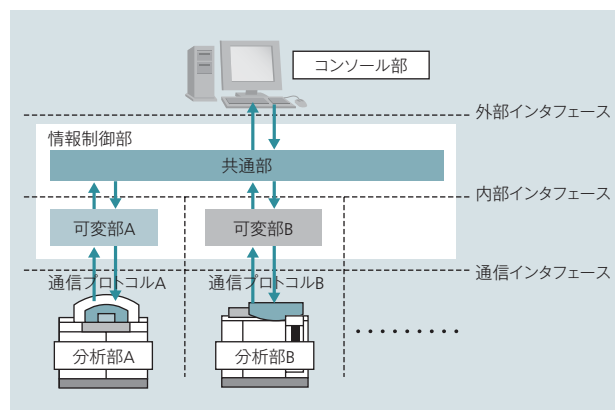 コンソール部
外部インタフェース
情報制御部
共通部
内部インタフェース
可変部A
可変部B
通信インタフェース
通信プロトコルA
通信プロトコルB
分析部A
分析部B